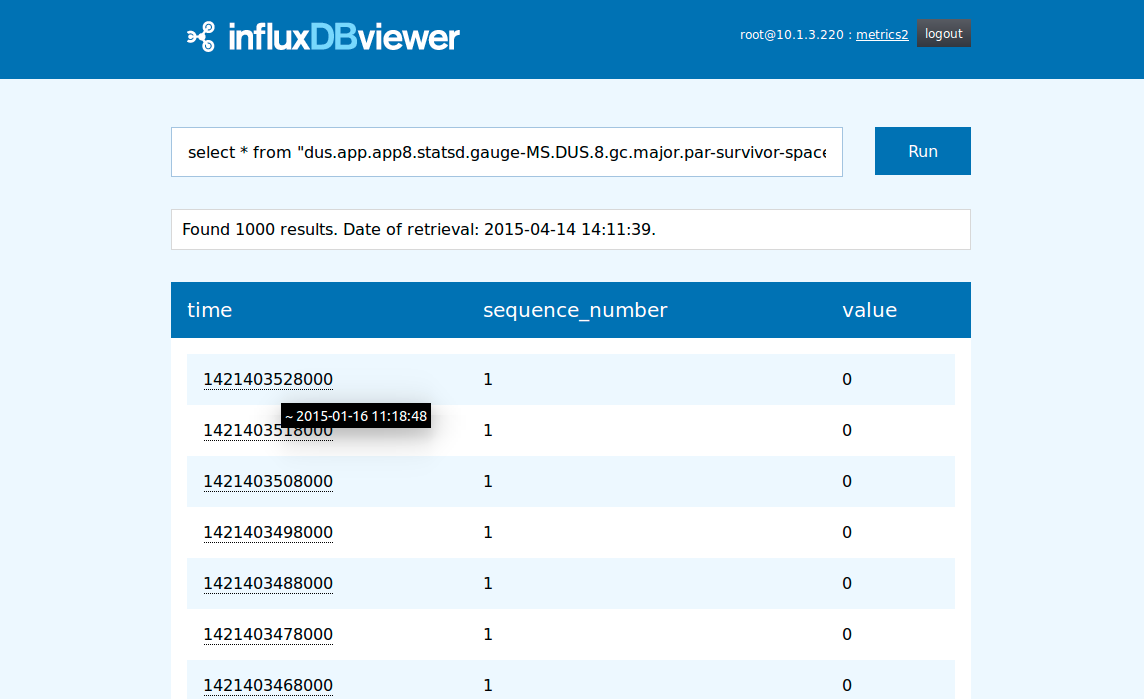 influxDBviewer
root@10.1.3.220 : metrics2 logout
select * from "dus.app.app8.statsd.gauge-MS.DUS.8.gc.major.par-survivor-space
Run
Found 1000 results. Date of retrieval: 2015-04-14 14:11:39.
time sequence_number value
1421403528000 1 0
~ 2015-01-16 11:18:48
1421403518000 1 0
1421403508000 1 0
1421403498000 1 0
1421403488000 1 0
1421403478000 1 0
1421403468000 1 0